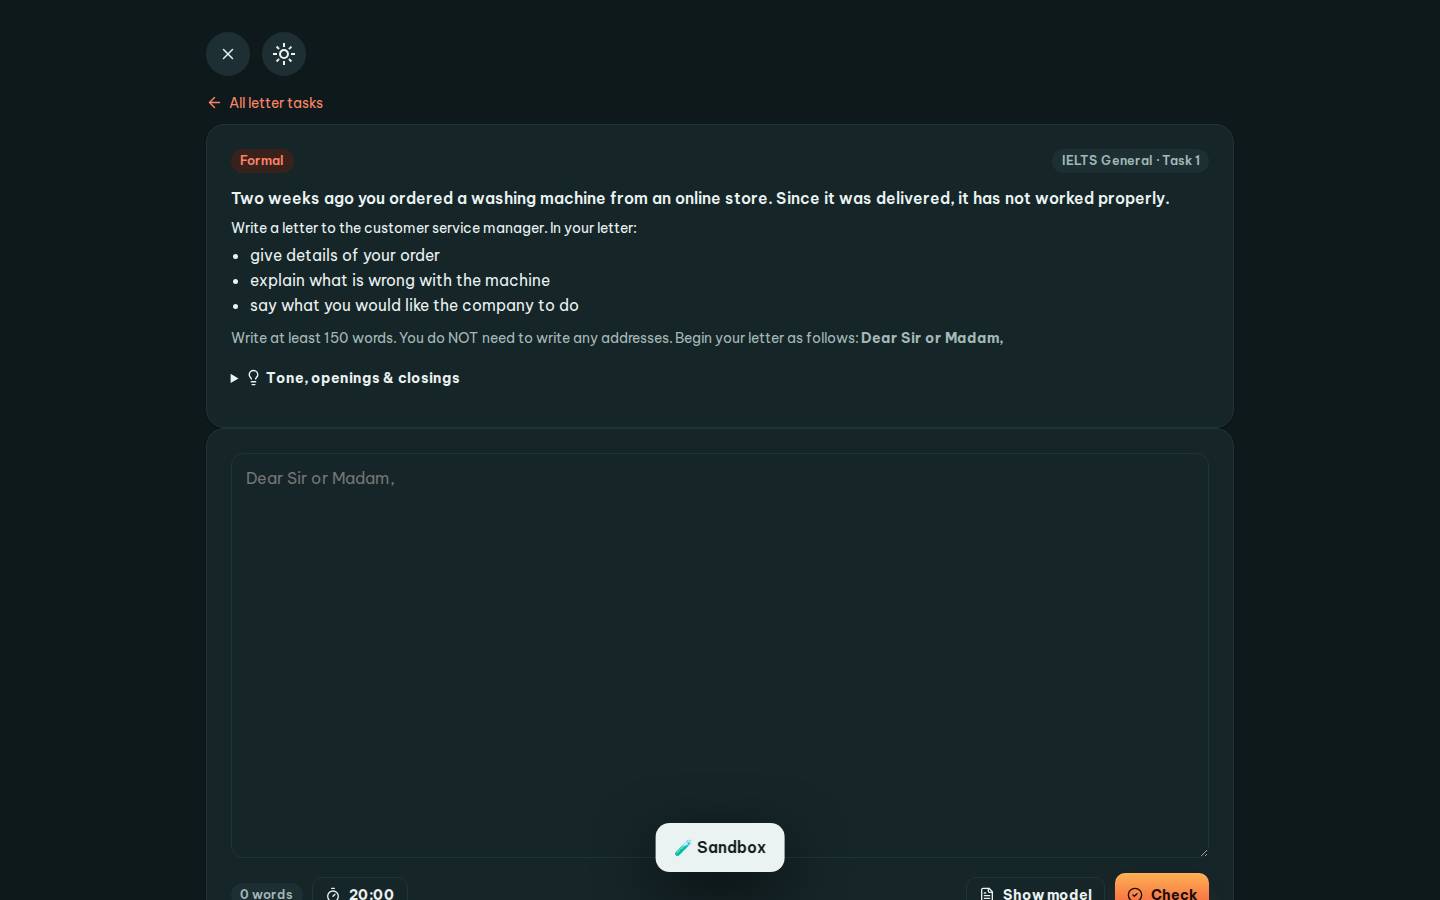 All letter tasks
Formal
IELTS General · Task 1
Two weeks ago you ordered a washing machine from an online store. Since it was delivered, it has not worked properly.
Write a letter to the customer service manager. In your letter:
• give details of your order
• explain what is wrong with the machine
• say what you would like the company to do
Write at least 150 words. You do NOT need to write any addresses. Begin your letter as follows: Dear Sir or Madam,
Tone, openings & closings
Dear Sir or Madam,
Sandbox
0 words
20:00
Show model
Check